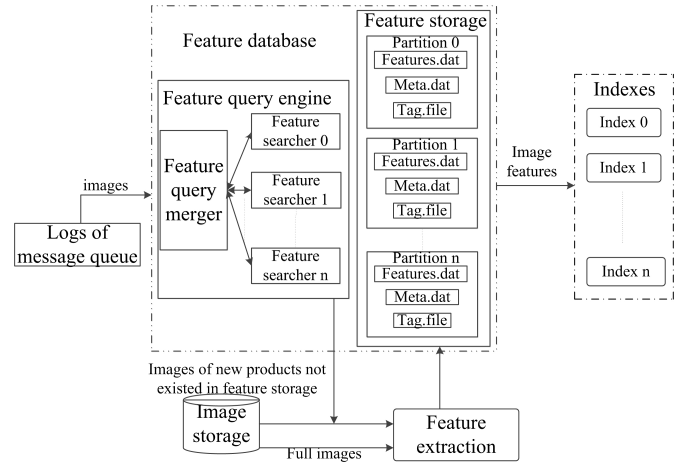 Feature storage
Feature database
Partition 0
Features.dat
Meta.dat
Tag.file
Feature query engine
Feature
searcher 0
Feature
query
merger
Feature
searcher 1
Feature
searcher n
Partition 1
Features.dat
Meta.dat
Tag.file
Partition n
Features.dat
Meta.dat
Tag.file
images
Logs of
message queue
Image
features
Indexes
Index 0
Index 1
Index n
Images of new products not
existed in feature storage
Image
storage
Full images
Feature
extraction